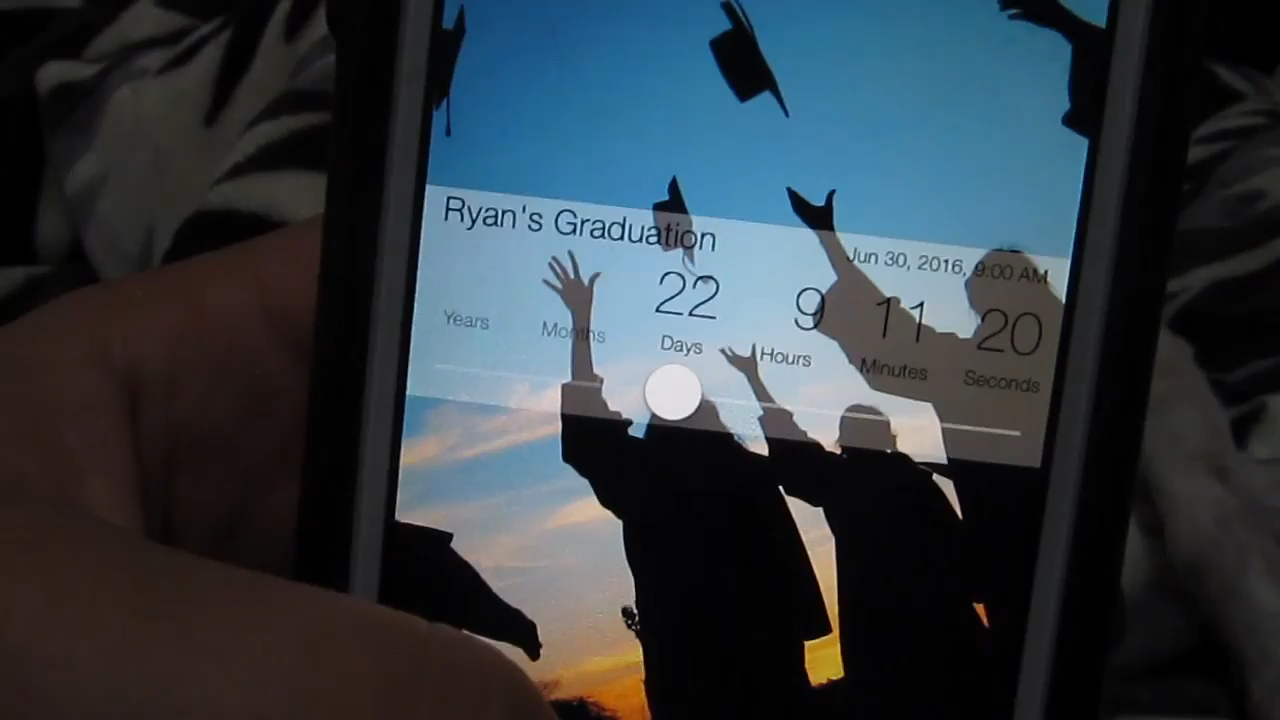 Ryan's Graduation
Jun 30, 2016, 9:00 AM
22 9 11 20
Years Months Days Hours Minutes Seconds